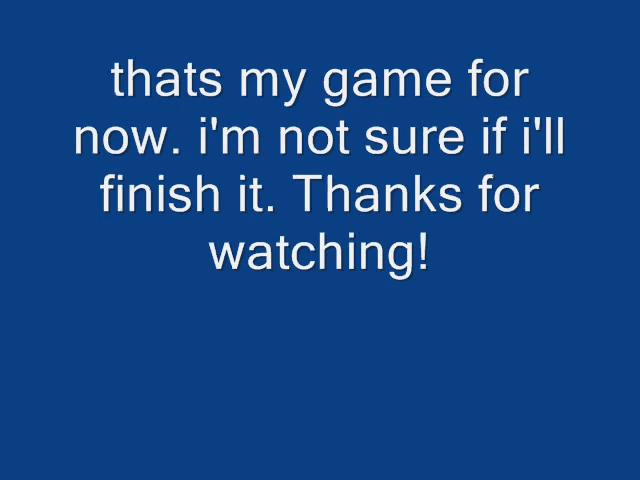 thats my game for
now. i'm not sure if i'll
finish it. Thanks for
watching!